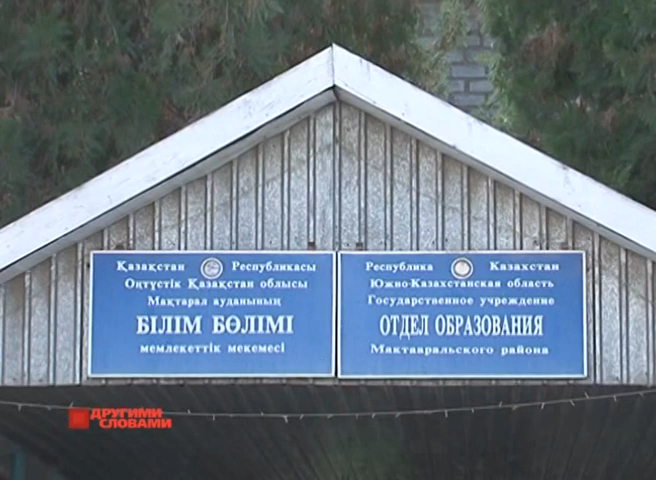 Қазақстан Республикасы
Оңтүстік Қазақстан облысы
Мақтарал ауданының
БІЛІМ БӨЛІМІ
мемлекеттік мекемесі
Республика Казахстан
Южно-Казахстанская область
Государственное учреждение
ОТДЕЛ ОБРАЗОВАНИЯ
Мактааральского района
ДРУГИМИ
СЛОВАМИ